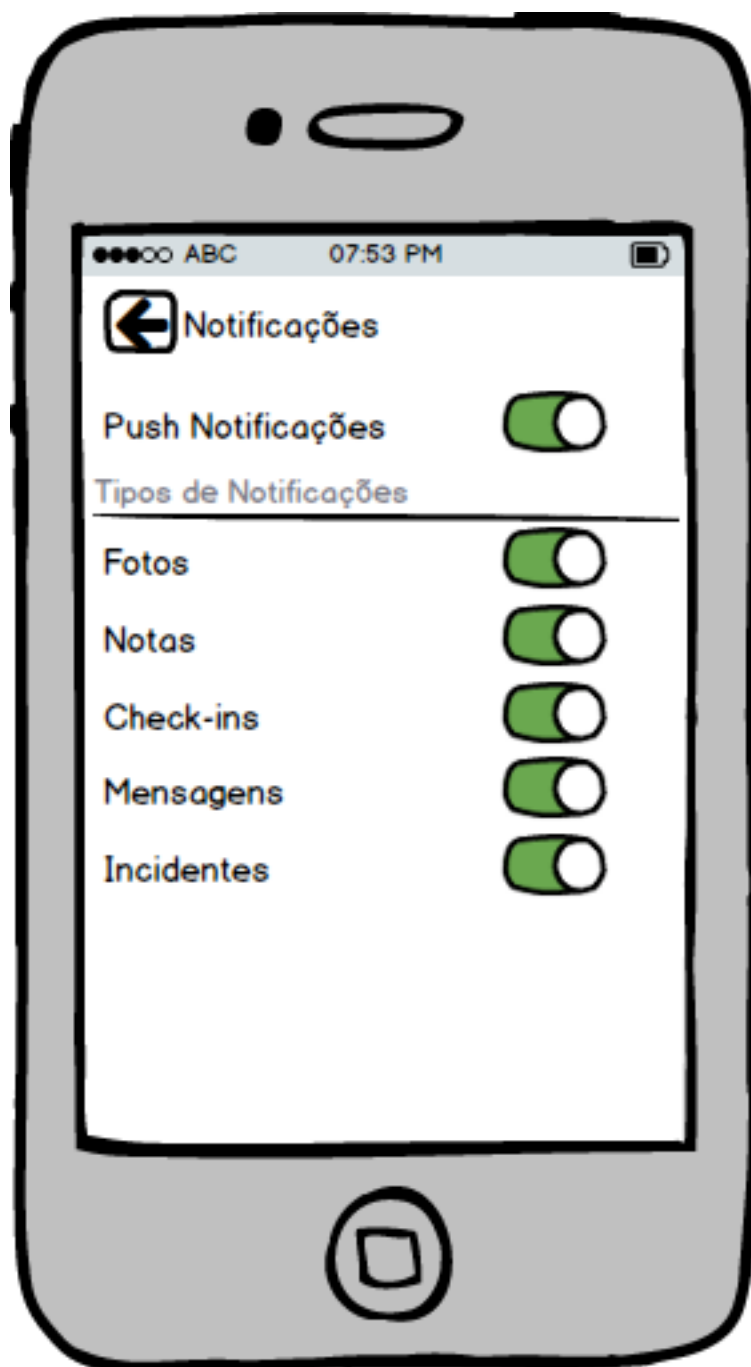 ABC 07:53 PM
Notificações
Push Notificações
Tipos de Notificações
Fotos
Notas
Check-ins
Mensagens
Incidentes